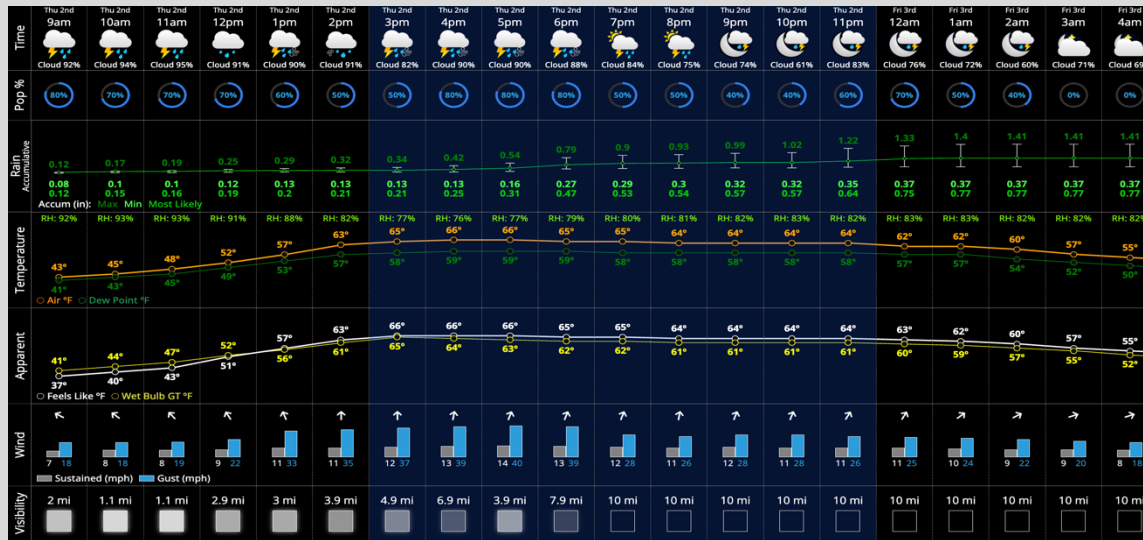 Time
Thu 2nd Thu 2nd Thu 2nd Thu 2nd Thu 2nd Thu 2nd Thu 2nd Thu 2nd Thu 2nd Thu 2nd Thu 2nd Thu 2nd Thu 2nd Thu 2nd Thu 2nd Fri 3rd Fri 3rd Fri 3rd Fri 3rd Fri 3rd
9am 10am 11am 12pm 1pm 2pm 3pm 4pm 5pm 6pm 7pm 8pm 9pm 10pm 11pm 12am 1am 2am 3am 4am
Cloud 92% Cloud 94% Cloud 95% Cloud 91% Cloud 90% Cloud 91% Cloud 82% Cloud 90% Cloud 90% Cloud 88% Cloud 84% Cloud 75% Cloud 74% Cloud 61% Cloud 83% Cloud 76% Cloud 72% Cloud 60% Cloud 71% Cloud 69
Pop %
80% 70% 70% 70% 60% 50% 50% 80% 80% 80% 50% 50% 40% 40% 60% 70% 50% 40% 0% 0%
Rain
Accumulative
0.12 0.17 0.19 0.25 0.29 0.32 0.34 0.42 0.54 0.79 0.9 0.93 0.99 1.02 1.22 1.33 1.4 1.41 1.41 1.41
0.08 0.1 0.1 0.12 0.13 0.13 0.13 0.13 0.16 0.27 0.29 0.3 0.32 0.32 0.35 0.37 0.37 0.37 0.37 0.37
0.12 0.15 0.16 0.19 0.2 0.21 0.21 0.25 0.31 0.47 0.53 0.54 0.57 0.57 0.64 0.75 0.77 0.77 0.77 0.77
Accum (in): Max Min Most Likely
Temperature
RH: 92% RH: 93% RH: 93% RH: 91% RH: 88% RH: 82% RH: 77% RH: 76% RH: 77% RH: 79% RH: 80% RH: 81% RH: 82% RH: 83% RH: 82% RH: 83% RH: 83% RH: 82% RH: 82% RH: 82%
43° 45° 48° 52° 57° 63° 65° 66° 66° 65° 65° 64° 64° 64° 64° 62° 62° 60° 57° 55°
41° 43° 45° 49° 53° 57° 58° 59° 59° 59° 58° 58° 58° 58° 58° 57° 57° 54° 52° 50°
Air °F Dew Point °F
Apparent
41° 44° 47° 52° 57° 63° 66° 66° 66° 65° 65° 64° 64° 64° 64° 63° 62° 60° 57° 55°
37° 40° 43° 51° 56° 61° 65° 64° 63° 62° 62° 61° 61° 61° 61° 60° 59° 57° 55° 52°
Feels Like °F Wet Bulb GT °F
Wind
7 18 8 18 8 19 9 22 11 33 11 35 12 37 13 39 14 40 13 39 12 28 11 26 12 28 11 28 11 26 11 25 10 24 9 22 9 20 8 18
Sustained (mph) Gust (mph)
Visibility
2 mi 1.1 mi 1.1 mi 2.9 mi 3 mi 3.9 mi 4.9 mi 6.9 mi 3.9 mi 7.9 mi 10 mi 10 mi 10 mi 10 mi 10 mi 10 mi 10 mi 10 mi 10 mi 10 mi